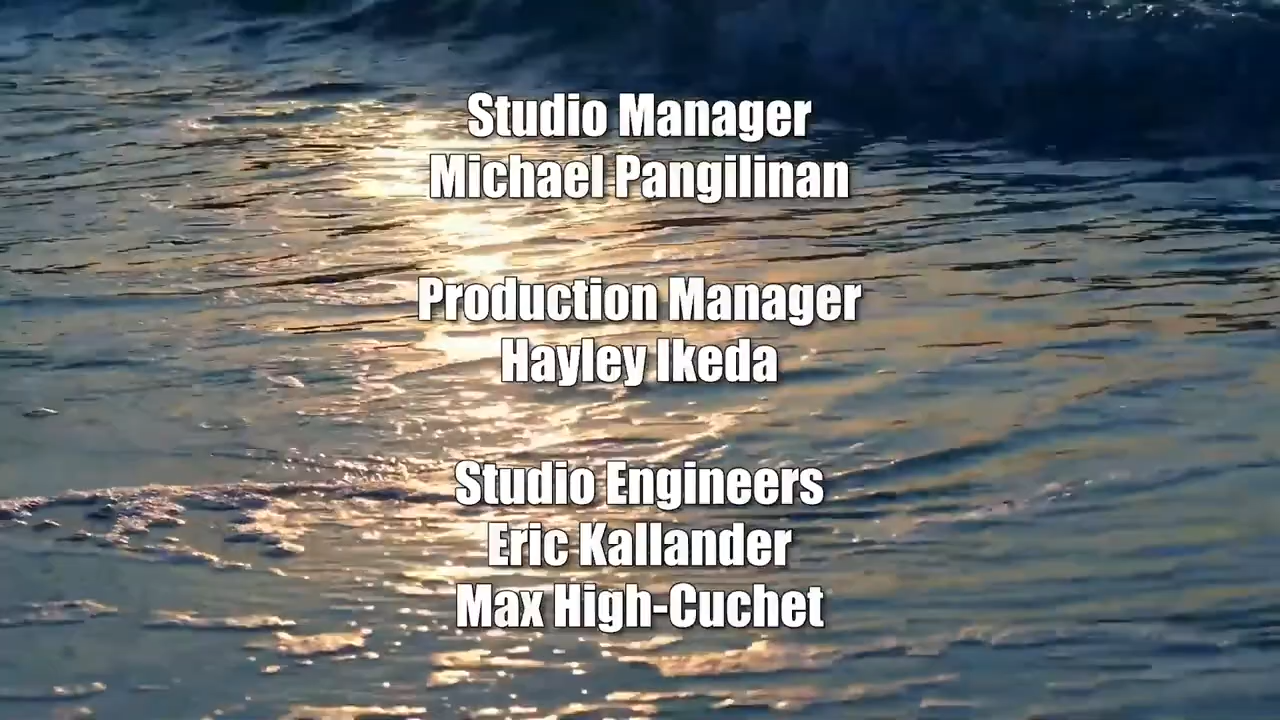 Studio Manager
Michael Pangilinan
Production Manager
Hayley Ikeda
Studio Engineers
Eric Kallander
Max High-Cuchet